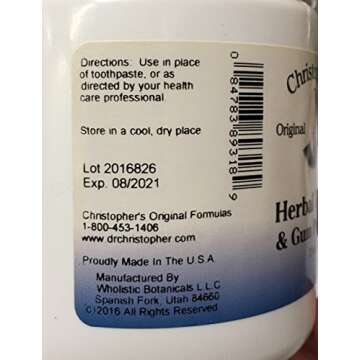 Directions: Use in place
of toothpaste, or as
directed by your health
care professional.
Store in a cool, dry place
Lot 2016826
Exp. 08/2021
Christopher's Original Formulas
1-800-453-1406
www.drchristopher.com
Proudly Made In The U.S.A
Manufactured By
Wholistic Botanicals L.L.C
Spanish Fork, Utah 84660
(C)2016 All Rights Reserved
Original
Herbal
& Gum